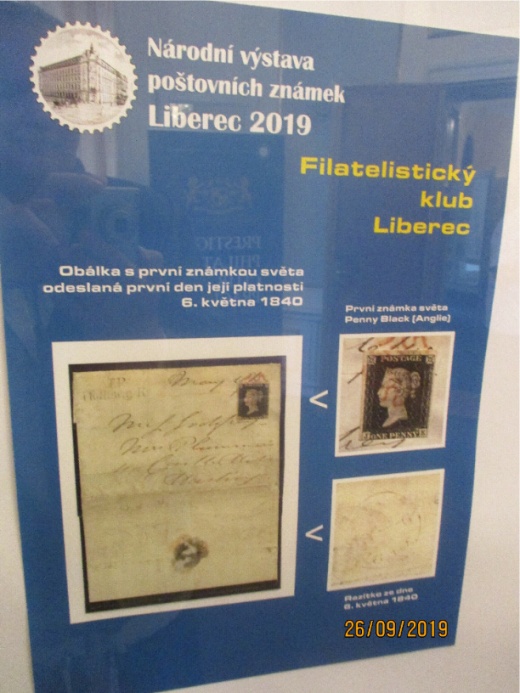 Národní výstava
poštovních známek
Liberec 2019
Filatelistický
klub
Liberec
Obálka s první známkou světa
odeslaná první den její platnosti
6. května 1840
První známka světa
Penny Black (Anglie)
POSTAGE
ONE PENNY
<
<
Razítko ze dne
6. května 1840
26/09/2019